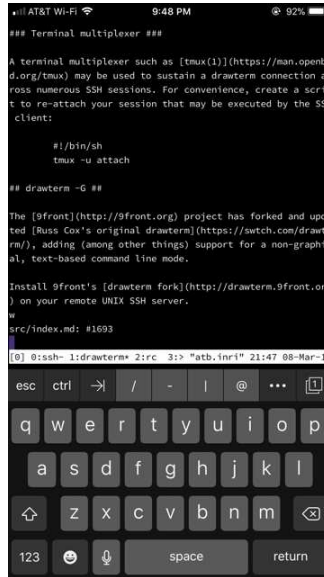 AT&T Wi-Fi 9:48 PM 92%
### Terminal multiplexer ###
A terminal multiplexer such as [tmux(1)](https://man.openb
d.org/tmux) may be used to sustain a drawterm connection a
ross numerous SSH sessions. For convenience, create a scri
t to re-attach your session that may be executed by the SS
client:
#!/bin/sh
tmux -u attach
## drawterm -G ##
The [9front](http://9front.org) project has forked and upd
ted [Russ Cox's original drawterm](https://swtch.com/drawt
rm/), adding (among other things) support for a non-graphi
al, text-based command line mode.
Install 9front's [drawterm fork](http://drawterm.9front.or
) on your remote UNIX SSH server.
w
src/index.md: #1693
[0] 0:ssh- 1:drawterm* 2:rc 3:> "atb.inri" 21:47 08-Mar-1
esc ctrl / - | @ ••• 1
q w e r t y u i o p
a s d f g h j k l
z x c v b n m
123 space return